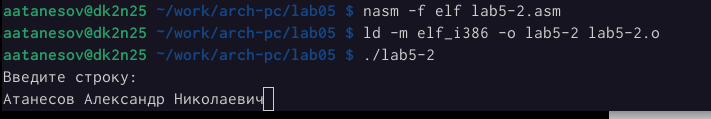 aatanesov@dk2n25 ~/work/arch-pc/lab05 $ nasm -f elf lab5-2.asm
aatanesov@dk2n25 ~/work/arch-pc/lab05 $ ld -m elf_i386 -o lab5-2 lab5-2.o
aatanesov@dk2n25 ~/work/arch-pc/lab05 $ ./lab5-2
Введите строку:
Атанесов Александр Николаевич